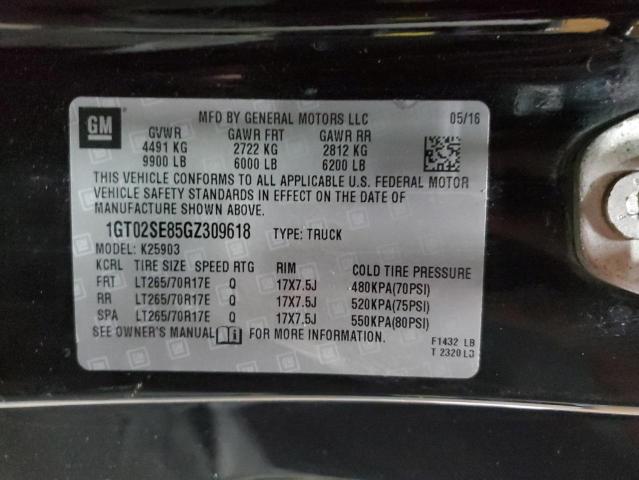 GM
MFD BY GENERAL MOTORS LLC 05/16
GVWR GAWR FRT GAWR RR
4491 KG 2722 KG 2812 KG
9900 LB 6000 LB 6200 LB
THIS VEHICLE CONFORMS TO ALL APPLICABLE U.S. FEDERAL MOTOR
VEHICLE SAFETY STANDARDS IN EFFECT ON THE DATE OF
MANUFACTURE SHOWN ABOVE.
1GT02SE85GZ309618 TYPE: TRUCK
MODEL: K25903
KCRL TIRE SIZE SPEED RTG RIM COLD TIRE PRESSURE
FRT LT265/70R17E Q 17X7.5J 480KPA(70PSI)
RR LT265/70R17E Q 17X7.5J 520KPA(75PSI)
SPA LT265/70R17E Q 17X7.5J 550KPA(80PSI)
SEE OWNER'S MANUAL FOR MORE INFORMATION.
F1432 LB
T 2320 LB